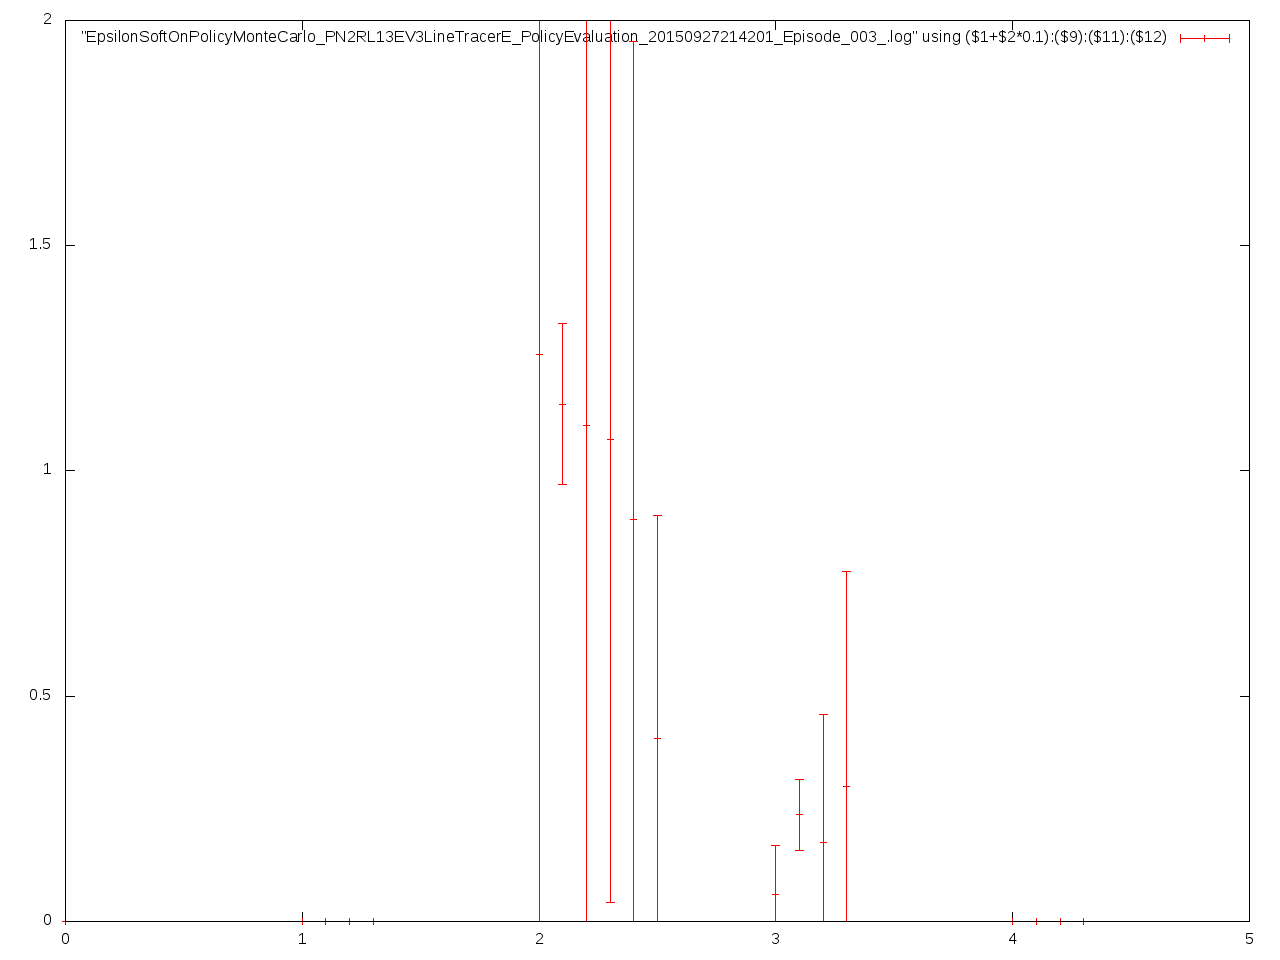 2
"EpsilonSoftOnPolicyMonteCarlo_PN2RL13EV3LineTracerE_PolicyEvaluation_20150927214201_Episode_003_.log" using ($1+$2*0.1):($9):($11):($12)
1.5
1
0.5
0
0 1 2 3 4 5